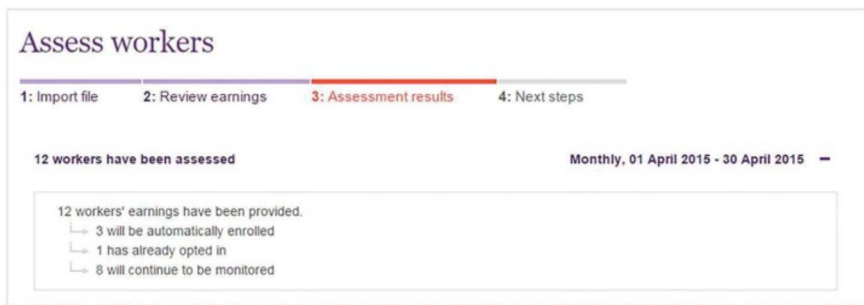 Assess workers
1: Import file 2: Review earnings 3: Assessment results 4: Next steps
12 workers have been assessed Monthly, 01 April 2015 - 30 April 2015 −
12 workers' earnings have been provided.
3 will be automatically enrolled
1 has already opted in
8 will continue to be monitored